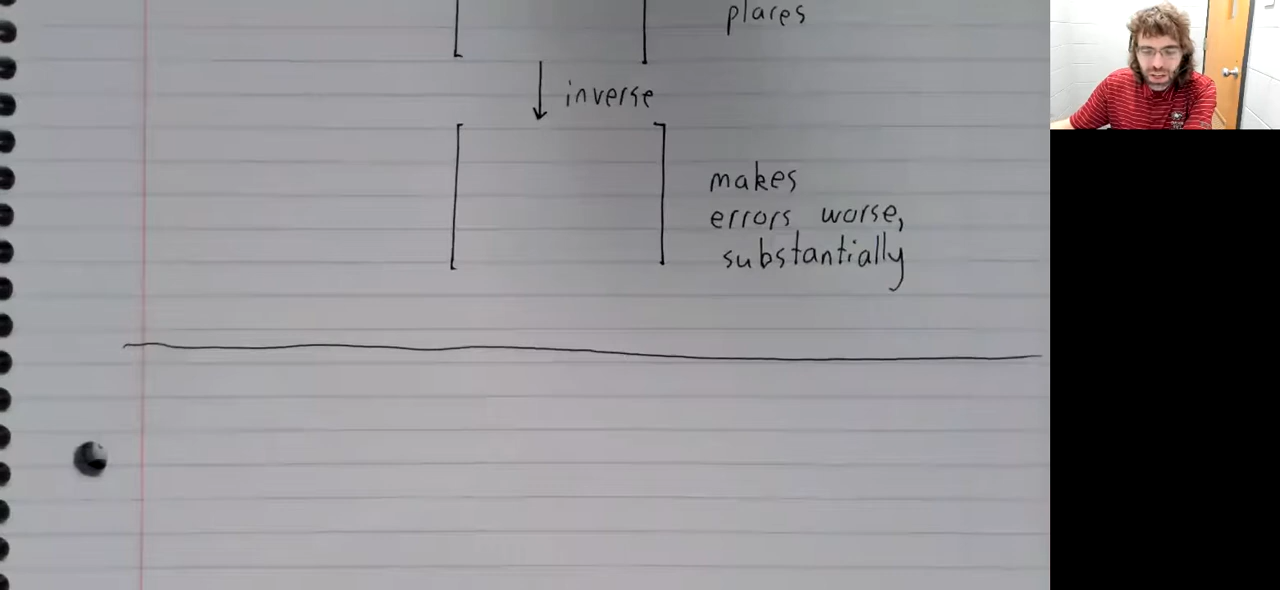 places
inverse
makes
errors worse,
substantially